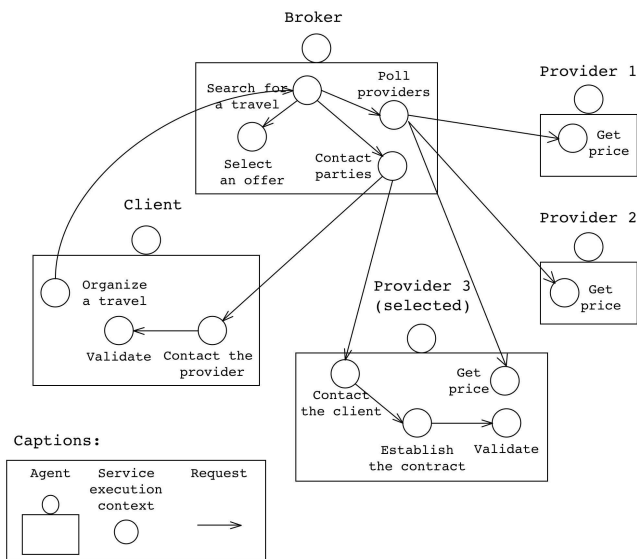 Broker
Search for
a travel
Poll
providers
Select
an offer
Contact
parties
Provider 1
Get
price
Provider 2
Get
price
Client
Organize
a travel
Validate
Contact the
provider
Provider 3
(selected)
Contact
the client
Get
price
Establish
the contract
Validate
Captions:
Agent
Service
execution
context
Request